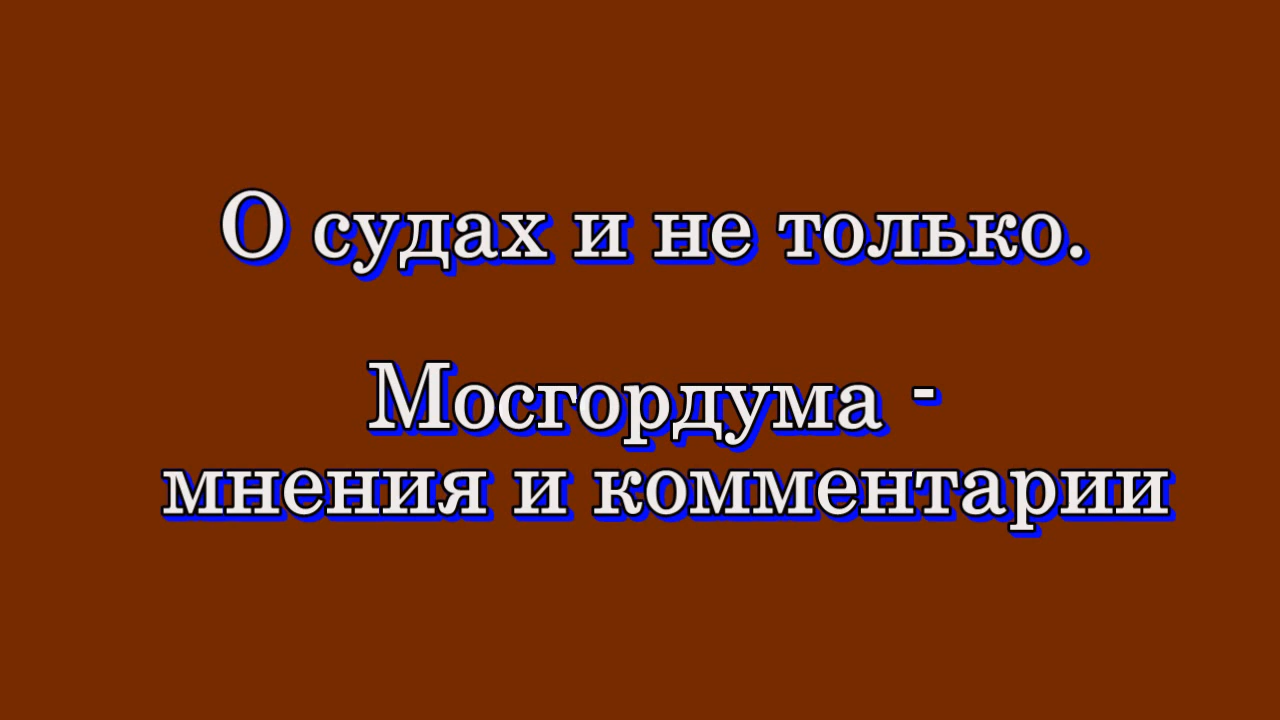 О судах и не только.
Мосгордума -
мнения и комментарии